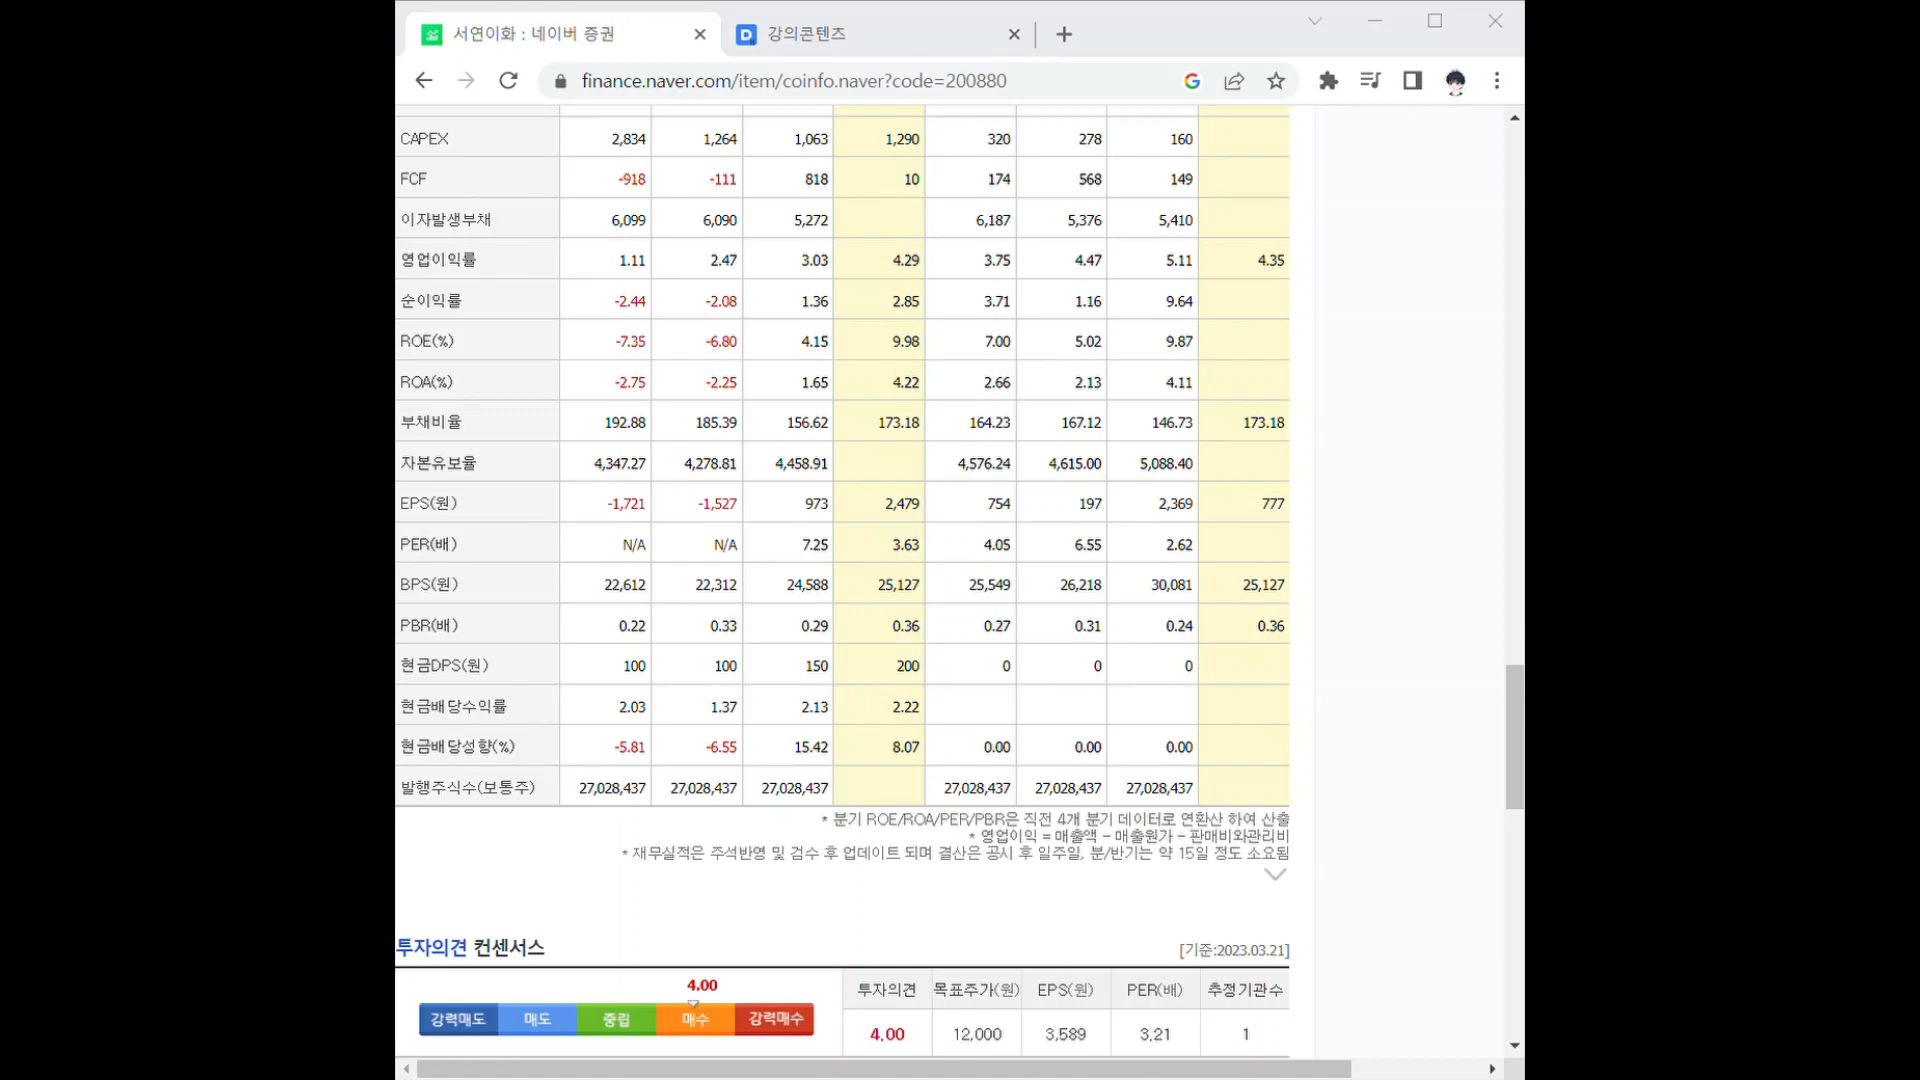 서연이화 : 네이버 증권
강의콘텐츠
finance.naver.com/item/coinfo.naver?code=200880
CAPEX 2,834 1,264 1,063 1,290 320 278 160
FCF -918 -111 818 10 174 568 149
이자발생부채 6,099 6,090 5,272 6,187 5,376 5,410
영업이익률 1.11 2.47 3.03 4.29 3.75 4.47 5.11 4.35
순이익률 -2.44 -2.08 1.36 2.85 3.71 1.16 9.64
ROE(%) -7.35 -6.80 4.15 9.98 7.00 5.02 9.87
ROA(%) -2.75 -2.25 1.65 4.22 2.66 2.13 4.11
부채비율 192.88 185.39 156.62 173.18 164.23 167.12 146.73 173.18
자본유보율 4,347.27 4,278.81 4,458.91 4,576.24 4,615.00 5,088.40
EPS(원) -1,721 -1,527 973 2,479 754 197 2,369 777
PER(배) N/A N/A 7.25 3.63 4.05 6.55 2.62
BPS(원) 22,612 22,312 24,588 25,127 25,549 26,218 30,081 25,127
PBR(배) 0.22 0.33 0.29 0.36 0.27 0.31 0.24 0.36
현금DPS(원) 100 100 150 200 0 0 0
현금배당수익률 2.03 1.37 2.13 2.22
현금배당성향(%) -5.81 -6.55 15.42 8.07 0.00 0.00 0.00
발행주식수(보통주) 27,028,437 27,028,437 27,028,437 27,028,437 27,028,437 27,028,437
* 분기 ROE/ROA/PER/PBR은 직전 4개 분기 데이터로 연환산 하여 산출
* 영업이익 = 매출액 - 매출원가 - 판매비와관리비
* 재무실적은 주석반영 및 검수 후 업데이트 되며 결산은 공시 후 일주일, 분/반기는 약 15일 정도 소요됨
투자의견 컨센서스 [기준:2023.03.21]
4.00
강력매도 매도 중립 매수 강력매수
투자의견 목표주가(원) EPS(원) PER(배) 추정기관수
4.00 12,000 3,589 3.21 1